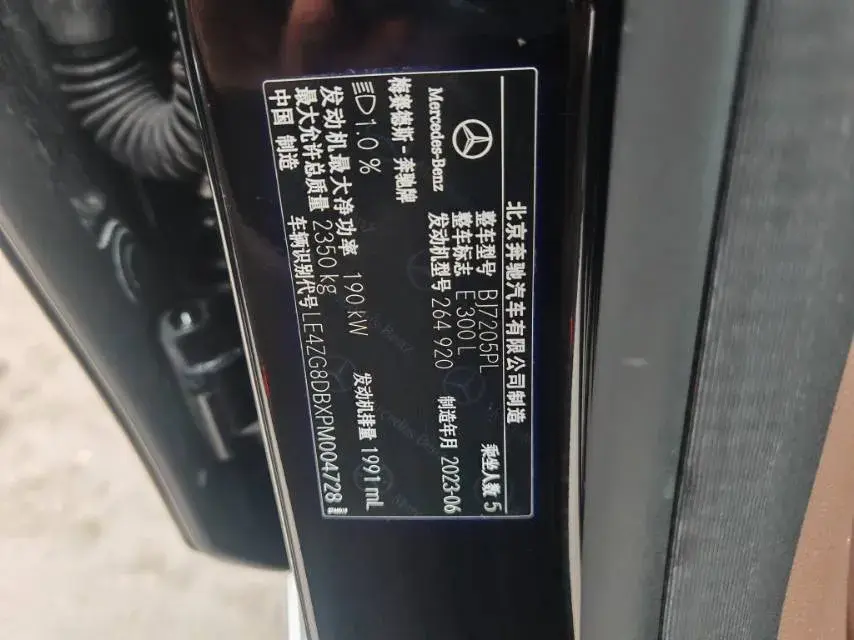 北京奔驰汽车有限公司制造
Mercedes-Benz
梅赛德斯-奔驰牌
整车型号 BJ7205PL
整车标志 E 300 L
乘坐人数 5
发动机型号 264 920
制造年月 2023-06
1.0 %
发动机最大净功率 190 kW
发动机排量 1991 mL
最大允许总质量 2350 kg
中国 制造
车辆识别代号 LE4ZG8DBXPM004728